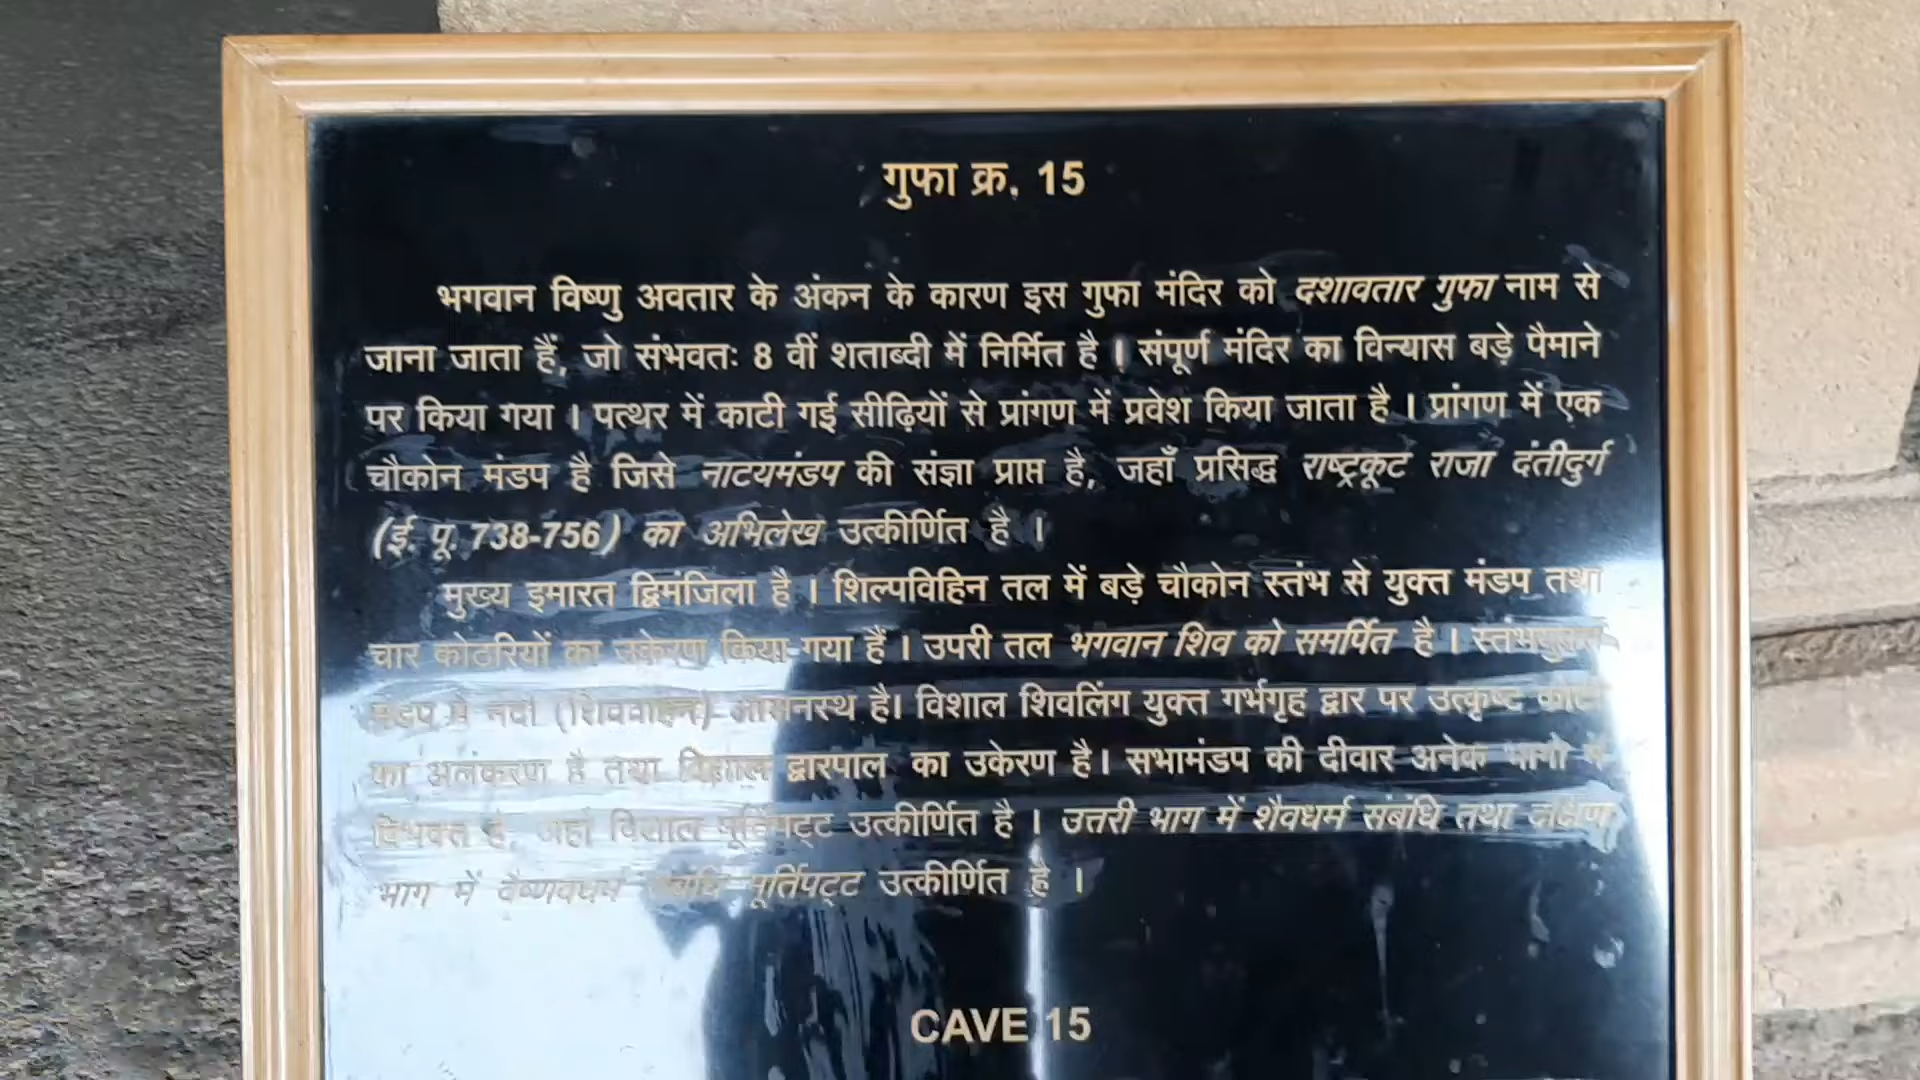 गुफा क्र. 15
भगवान विष्णु अवतार के अंकन के कारण इस गुफा मंदिर को दशावतार गुफा नाम से
जाना जाता हैं, जो संभवतः 8 वीं शताब्दी में निर्मित है । संपूर्ण मंदिर का विन्यास बड़े पैमाने
पर किया गया । पत्थर में काटी गई सीढ़ियों से प्रांगण में प्रवेश किया जाता है । प्रांगण में एक
चौकोन मंडप है जिसे नाटयमंडप की संज्ञा प्राप्त है, जहाँ प्रसिद्ध राष्ट्रकूट राजा दंतीदुर्ग
(ई. पू. 738-756) का अभिलेख उत्कीर्णित है ।
मुख्य इमारत द्विमंजिला है । शिल्पविहिन तल में बड़े चौकोन स्तंभ से युक्त मंडप तथा
चार कोठरियों का उकेरण किया गया हैं । उपरी तल भगवान शिव को समर्पित है । स्तंभयुक्त
मंडप में नंदी (शिववाहन) आसनस्थ है। विशाल शिवलिंग युक्त गर्भगृह द्वार पर उत्कृष्ट कोटी
का अलंकरण है तथा विशाल द्वारपाल का उकेरण है। सभामंडप की दीवार अनेक भागो में
विभक्त है, जहां विशाल मूर्तिपट्ट उत्कीर्णित है । उत्तरी भाग में शैवधर्म संबंधि तथा दक्षिण
भाग में वैष्णवधर्म संबंधि मूर्तिपट्ट उत्कीर्णित है ।
CAVE 15